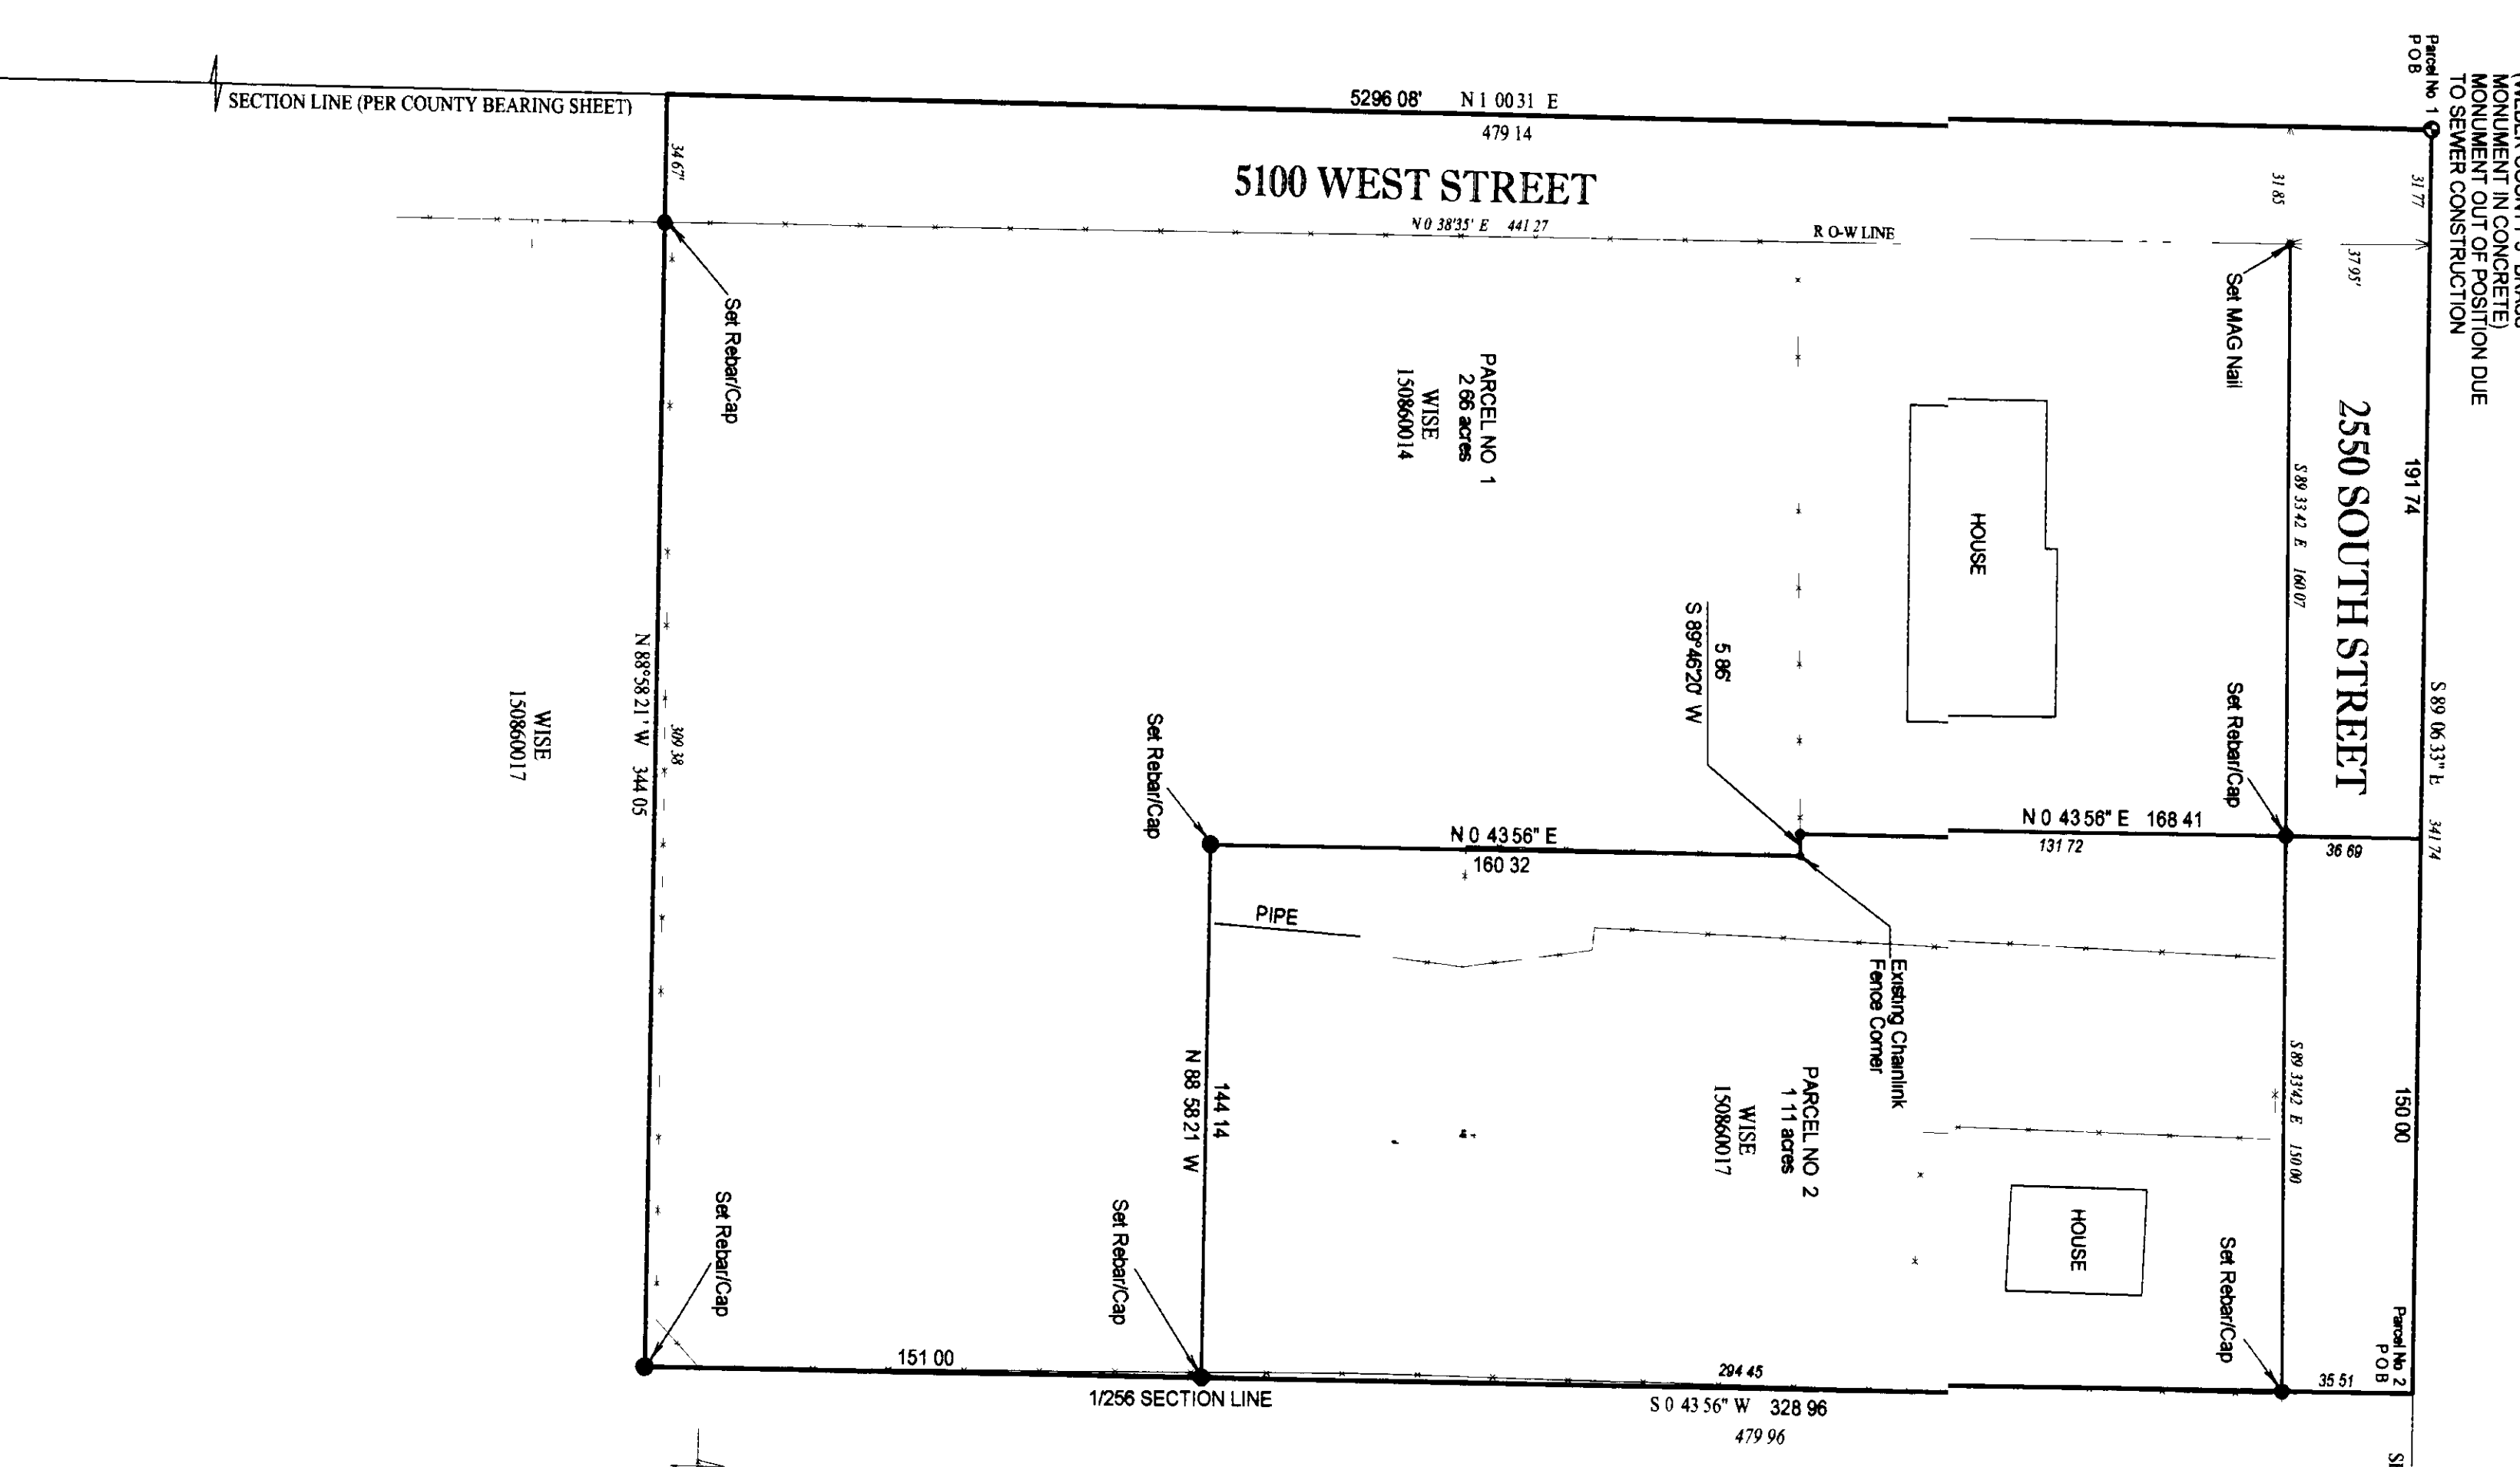 MONUMENT IN CONCRETE)
MONUMENT OUT OF POSITION DUE
TO SEWER CONSTRUCTION
Parcel No 1
P O B
SECTION LINE (PER COUNTY BEARING SHEET)
5296 08' N 1 00 31 E
479 14
34 67'
5100 WEST STREET
N 0 38'35' E 441 27
R O-W LINE
31 85
31 77
37 95'
Set MAG Nail
Set Rebar/Cap
PARCEL NO 1
2 66 acres
WISE
150860014
HOUSE
2550 SOUTH STREET
191 74
S 89 33 42 E 160 07
S 89 06 33" E 341 74
5 86'
S 89°46'20' W
Set Rebar/Cap
Set Rebar/Cap
N 88°58 21' W 344 05
309 38
WISE
150860017
N 0 43 56" E
160 32
N 0 43 56" E 168 41
131 72
36 69
PIPE
Existing Chainlink
Fence Corner
144 14
N 88 58 21 W
PARCEL NO 2
1 11 acres
WISE
150860017
S 89 33'42 E 150 00
150 00
HOUSE
Set Rebar/Cap
Set Rebar/Cap
Set Rebar/Cap
Parcel No 2
P O B
151 00
1/256 SECTION LINE
294 45
35 51
S 0 43 56" W 328 96
479 96